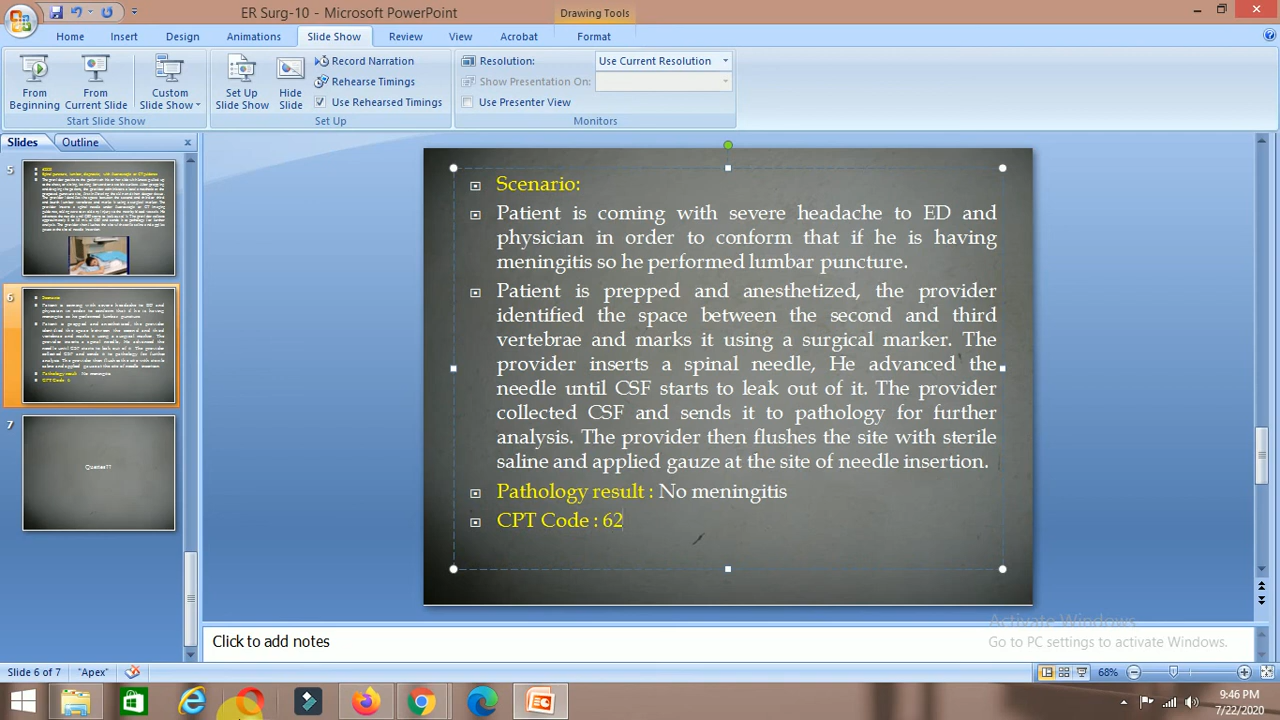 ER Surg-10 - Microsoft PowerPoint
Drawing Tools
Home Insert Design Animations Slide Show Review View Acrobat Format
From Beginning
From Current Slide
Custom Slide Show
Start Slide Show
Set Up Slide Show
Hide Slide
Record Narration
Rehearse Timings
Use Rehearsed Timings
Set Up
Resolution: Use Current Resolution
Show Presentation On:
Use Presenter View
Monitors
Slides Outline
5
6
7
Scenario:
Patient is coming with severe headache to ED and
physician in order to conform that if he is having
meningitis so he performed lumbar puncture.
Patient is prepped and anesthetized, the provider
identified the space between the second and third
vertebrae and marks it using a surgical marker. The
provider inserts a spinal needle, He advanced the
needle until CSF starts to leak out of it. The provider
collected CSF and sends it to pathology for further
analysis. The provider then flushes the site with sterile
saline and applied gauze at the site of needle insertion.
Pathology result : No meningitis
CPT Code : 62
Activate Windows
Go to PC settings to activate Windows.
Click to add notes
Slide 6 of 7 "Apex" 68%
9:46 PM
7/22/2020